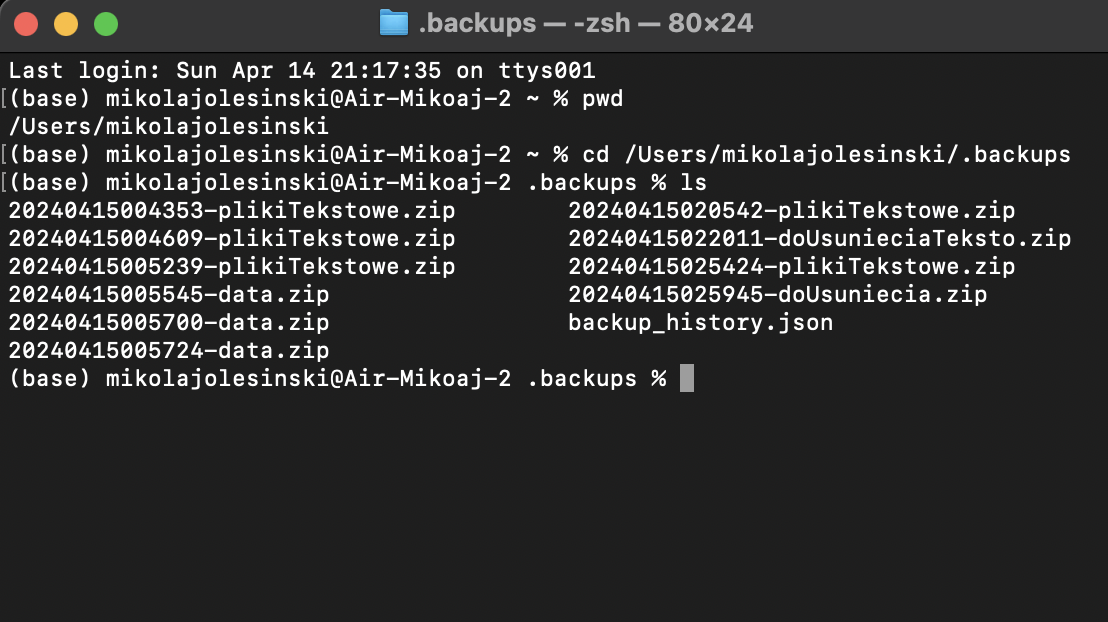 .backups — -zsh — 80×24
Last login: Sun Apr 14 21:17:35 on ttys001
[(base) mikolajolesinski@Air-Mikoaj-2 ~ % pwd
/Users/mikolajolesinski
[(base) mikolajolesinski@Air-Mikoaj-2 ~ % cd /Users/mikolajolesinski/.backups
[(base) mikolajolesinski@Air-Mikoaj-2 .backups % ls
20240415004353-plikiTekstowe.zip        20240415020542-plikiTekstowe.zip
20240415004609-plikiTekstowe.zip        20240415022011-doUsunieciaTeksto.zip
20240415005239-plikiTekstowe.zip        20240415025424-plikiTekstowe.zip
20240415005545-data.zip                 20240415025945-doUsuniecia.zip
20240415005700-data.zip                 backup_history.json
20240415005724-data.zip
(base) mikolajolesinski@Air-Mikoaj-2 .backups %